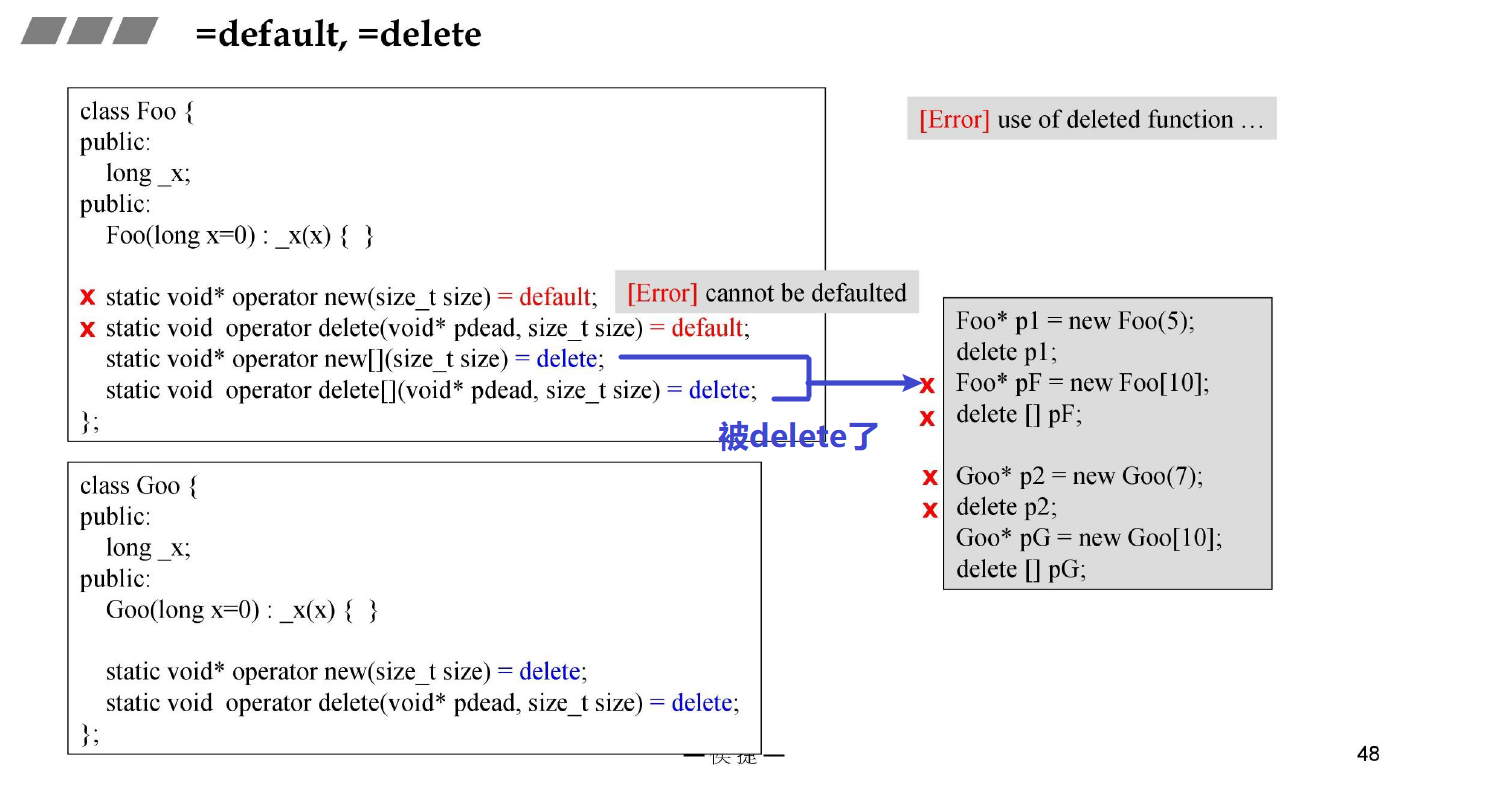 =default, =delete
class Foo {
public:
long _x;
public:
Foo(long x=0) : _x(x) { }
x static void* operator new(size_t size) = default; [Error] cannot be defaulted
x static void operator delete(void* pdead, size_t size) = default;
static void* operator new[](size_t size) = delete;
static void operator delete[](void* pdead, size_t size) = delete;
};
被delete了
class Goo {
public:
long _x;
public:
Goo(long x=0) : _x(x) { }
static void* operator new(size_t size) = delete;
static void operator delete(void* pdead, size_t size) = delete;
};
[Error] use of deleted function …
Foo* p1 = new Foo(5);
delete p1;
x Foo* pF = new Foo[10];
x delete [] pF;
x Goo* p2 = new Goo(7);
x delete p2;
Goo* pG = new Goo[10];
delete [] pG;
— 侯捷 —
48